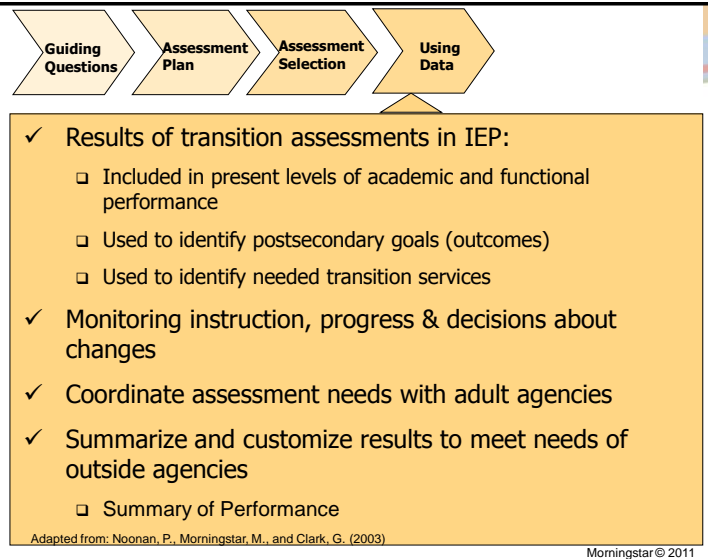 Guiding
Questions
Assessment
Plan
Assessment
Selection
Using
Data
✓ Results of transition assessments in IEP:
❑ Included in present levels of academic and functional
performance
❑ Used to identify postsecondary goals (outcomes)
❑ Used to identify needed transition services
✓ Monitoring instruction, progress & decisions about
changes
✓ Coordinate assessment needs with adult agencies
✓ Summarize and customize results to meet needs of
outside agencies
❑ Summary of Performance
Adapted from: Noonan, P., Morningstar, M., and Clark, G. (2003)
Morningstar © 2011